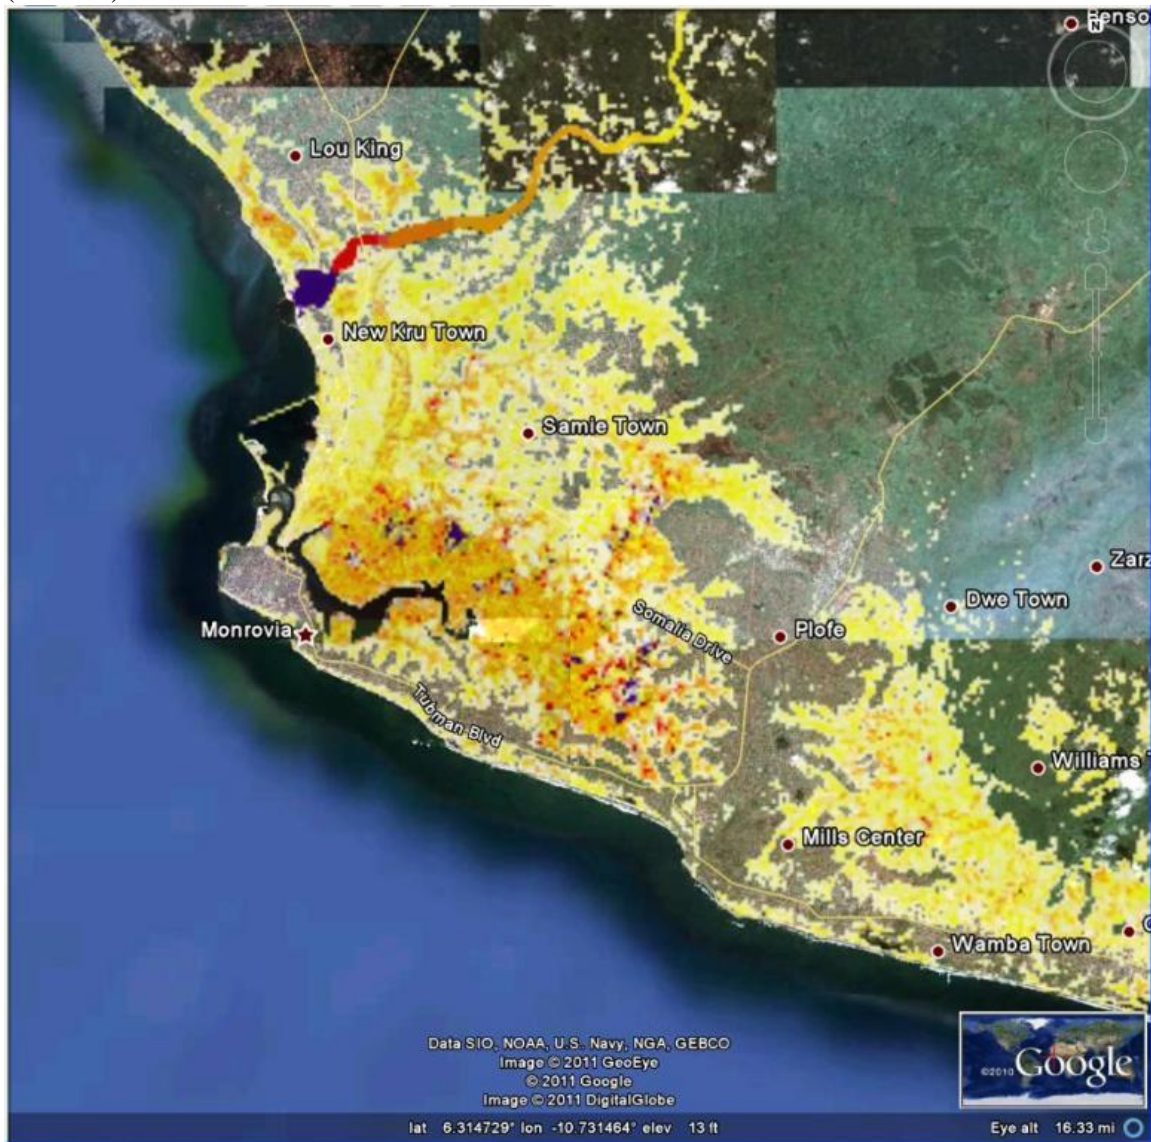 N
Lou King
New Kru Town
Samie Town
Dwe Town
Monrovia
Somalia Drive
Plofe
Tubman Blvd
Williams
Mills Center
Wamba Town
Data SIO, NOAA, U.S. Navy, NGA, GEBCO
Image © 2011 GeoEye
© 2011 Google
Image © 2011 DigitalGlobe
©2010 Google
lat 6.314729° lon -10.731464° elev 13 ft
Eye alt 16.33 mi